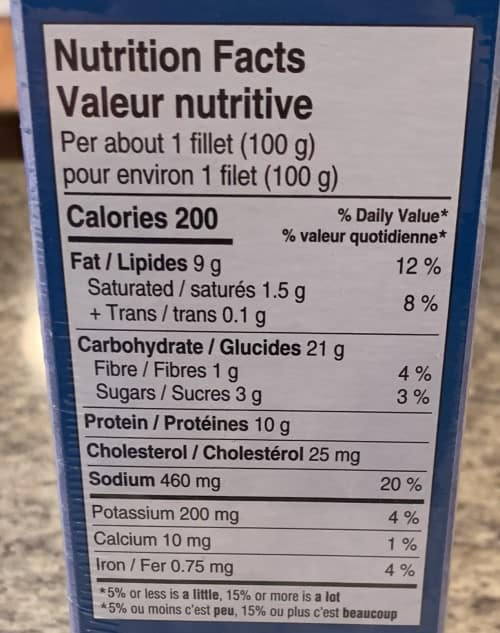 Nutrition Facts
Valeur nutritive
Per about 1 fillet (100 g)
pour environ 1 filet (100 g)
Calories 200
% Daily Value*
% valeur quotidienne*
Fat / Lipides 9 g 12 %
Saturated / saturés 1.5 g
+ Trans / trans 0.1 g 8 %
Carbohydrate / Glucides 21 g
Fibre / Fibres 1 g 4 %
Sugars / Sucres 3 g 3 %
Protein / Protéines 10 g
Cholesterol / Cholestérol 25 mg
Sodium 460 mg 20 %
Potassium 200 mg 4 %
Calcium 10 mg 1 %
Iron / Fer 0.75 mg 4 %
*5% or less is a little, 15% or more is a lot
*5% ou moins c'est peu, 15% ou plus c'est beaucoup